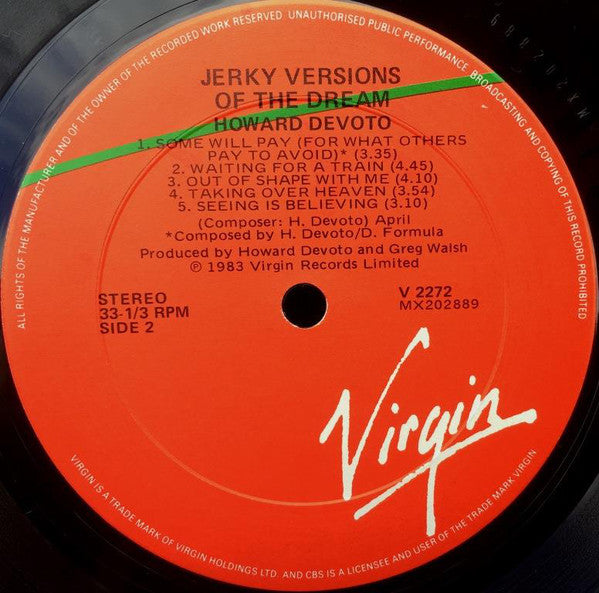 ALL RIGHTS OF THE MANUFACTURER AND OF THE OWNER OF THE RECORDED WORK RESERVED. UNAUTHORISED PUBLIC PERFORMANCE, BROADCASTING AND COPYING OF THIS RECORD PROHIBITED
JERKY VERSIONS
OF THE DREAM
HOWARD DEVOTO
1. SOME WILL PAY (FOR WHAT OTHERS
PAY TO AVOID)* (3.35)
2. WAITING FOR A TRAIN (4.45)
3. OUT OF SHAPE WITH ME (4.10)
4. TAKING OVER HEAVEN (3.54)
5. SEEING IS BELIEVING (3.10)
(Composer: H. Devoto) April
*Composed by H. Devoto/D. Formula
Produced by Howard Devoto and Greg Walsh
℗ 1983 Virgin Records Limited
STEREO
33-1/3 RPM
SIDE 2
V 2272
MX202889
Virgin
VIRGIN IS A TRADE MARK OF VIRGIN HOLDINGS LTD. AND CBS IS A LICENSEE AND USER OF THE TRADE MARK VIRGIN